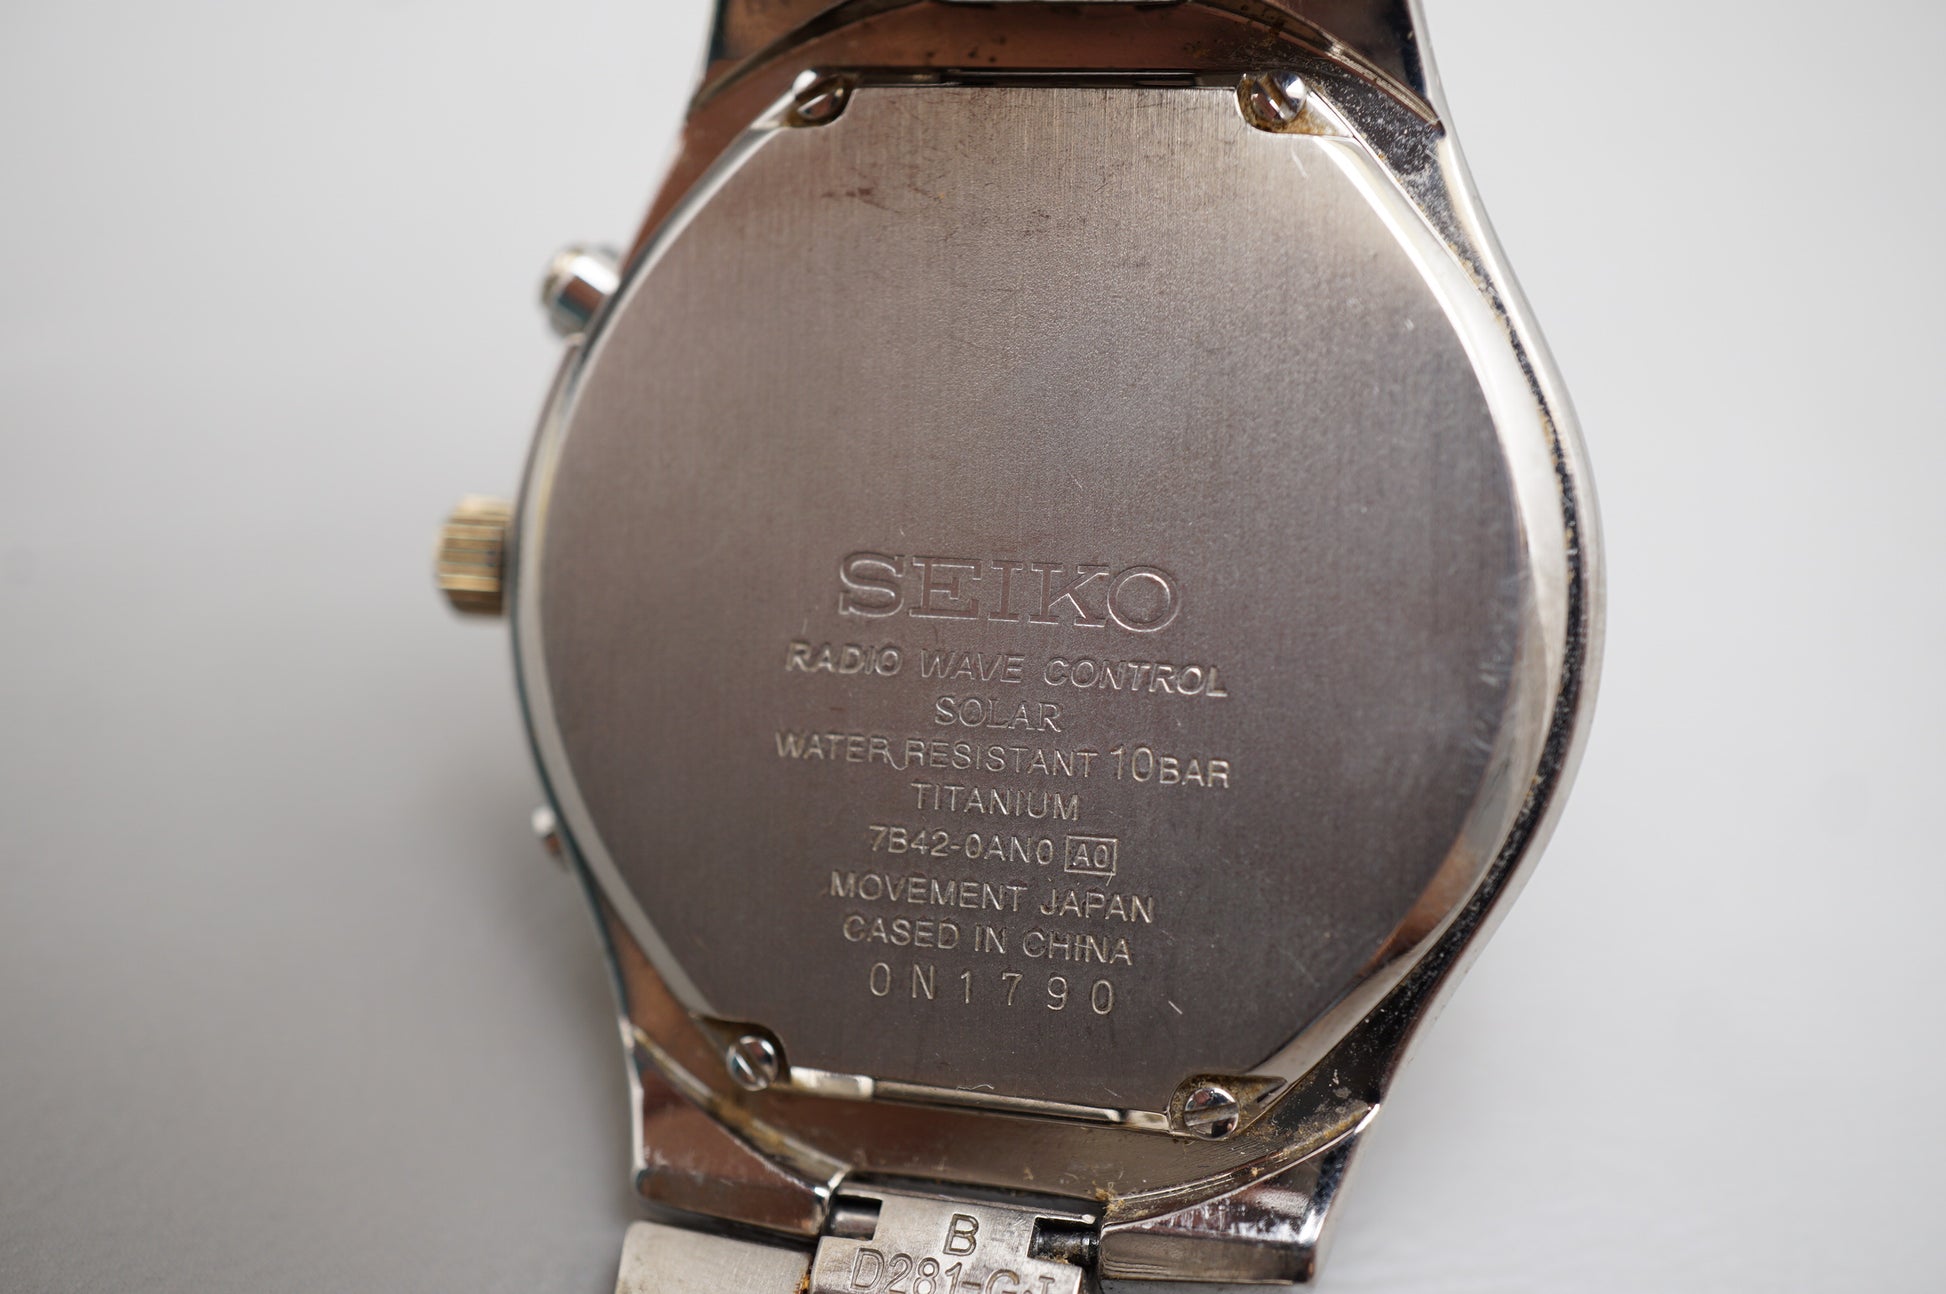 SEIKO
RADIO WAVE CONTROL
SOLAR
WATER RESISTANT 10BAR
TITANIUM
7B42-0AN0 A0
MOVEMENT JAPAN
CASED IN CHINA
0N1790
B